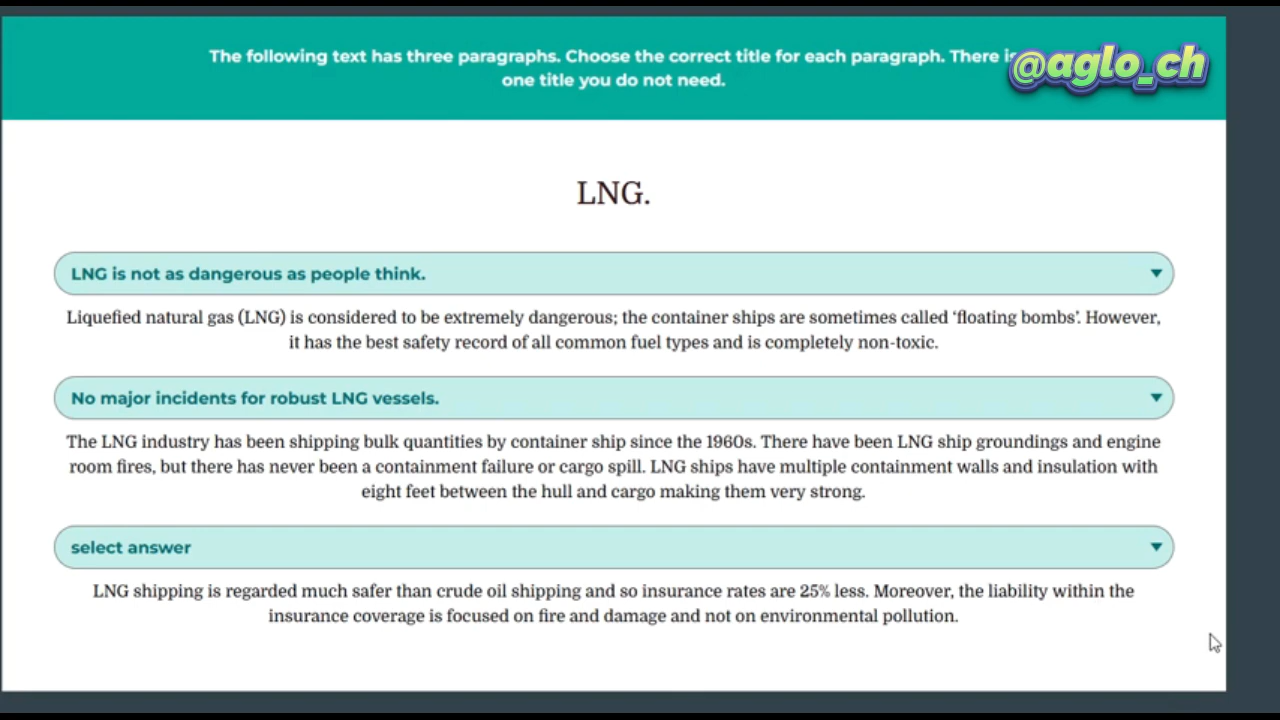 The following text has three paragraphs. Choose the correct title for each paragraph. There is
one title you do not need.
@aglo_ch
LNG.
LNG is not as dangerous as people think.
Liquefied natural gas (LNG) is considered to be extremely dangerous; the container ships are sometimes called ‘floating bombs’. However,
it has the best safety record of all common fuel types and is completely non-toxic.
No major incidents for robust LNG vessels.
The LNG industry has been shipping bulk quantities by container ship since the 1960s. There have been LNG ship groundings and engine
room fires, but there has never been a containment failure or cargo spill. LNG ships have multiple containment walls and insulation with
eight feet between the hull and cargo making them very strong.
select answer
LNG shipping is regarded much safer than crude oil shipping and so insurance rates are 25% less. Moreover, the liability within the
insurance coverage is focused on fire and damage and not on environmental pollution.